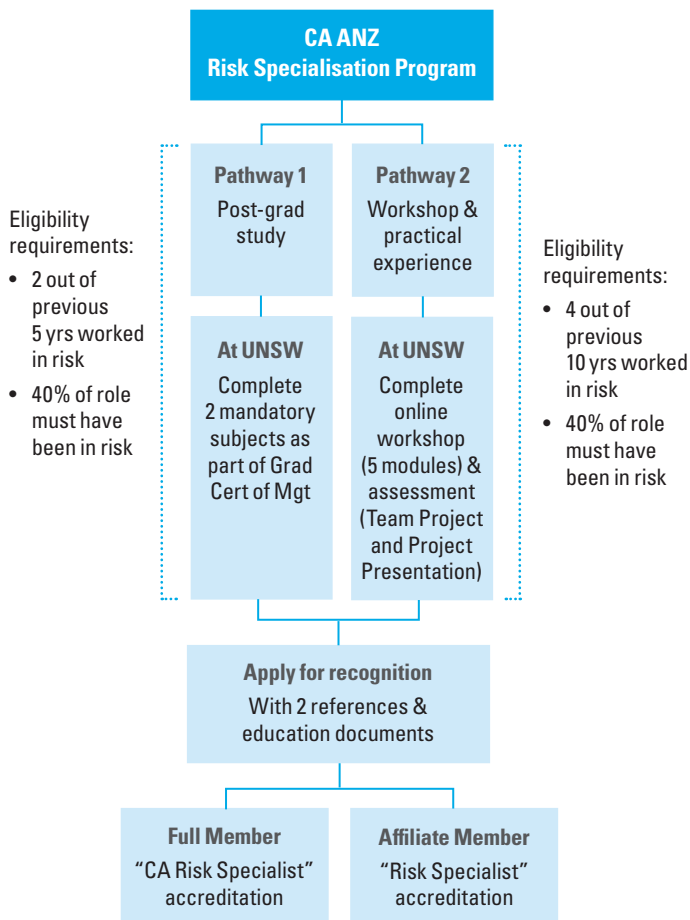 CA ANZ
Risk Specialisation Program
Eligibility
requirements:
• 2 out of
previous
5 yrs worked
in risk
• 40% of role
must have
been in risk
Pathway 1
Post-grad
study
At UNSW
Complete
2 mandatory
subjects as
part of Grad
Cert of Mgt
Pathway 2
Workshop &
practical
experience
At UNSW
Complete
online
workshop
(5 modules) &
assessment
(Team Project
and Project
Presentation)
Eligibility
requirements:
• 4 out of
previous
10 yrs worked
in risk
• 40% of role
must have
been in risk
Apply for recognition
With 2 references &
education documents
Full Member
“CA Risk Specialist”
accreditation
Affiliate Member
“Risk Specialist”
accreditation